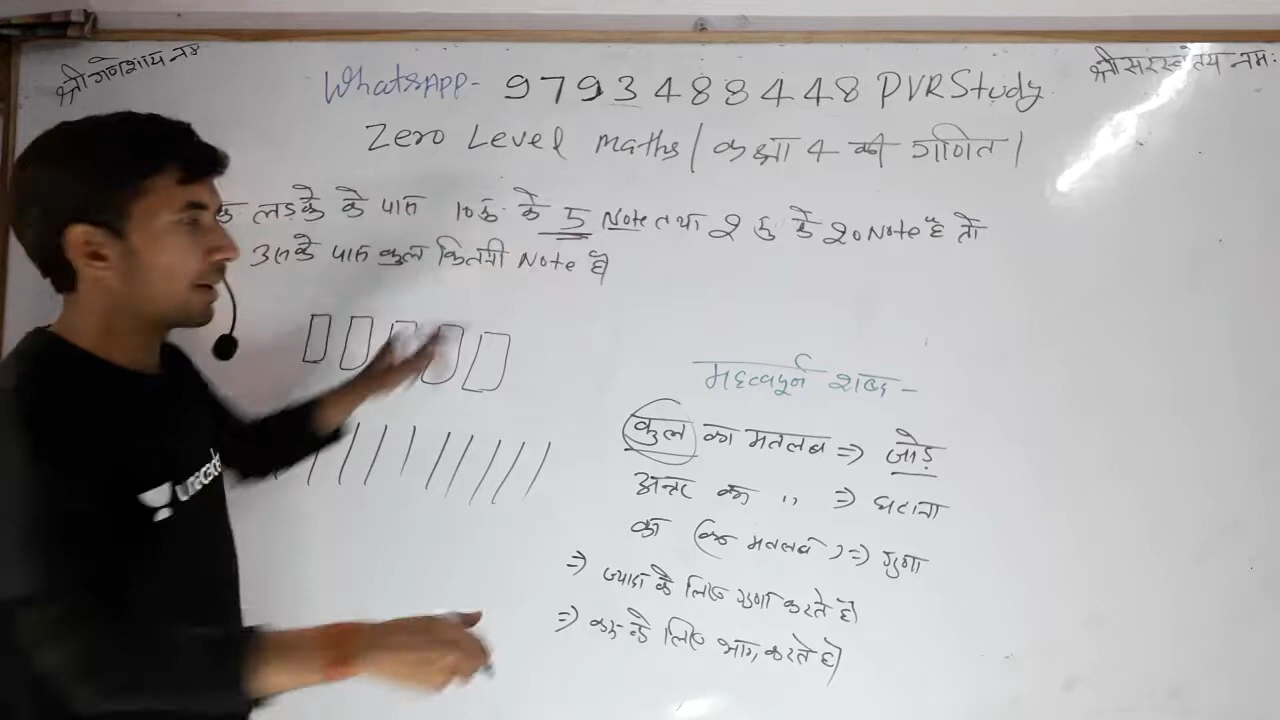 श्री गणेशाय नमः
श्री सरस्वतेय नमः
WhatsApp- 9793488448 PVRStudy
Zero Level maths / कक्षा 4 की गणित /
लड़के के पास 10रु. के 5 Note तथा 2 रु के 20 Note है तो
उसके पास कुल कितनी Note है।
महत्वपूर्न शब्द -
कुल का मतलब => जोड़
अन्तर का ,, => घटाना
का (का मतलब) => गुणा
=> ज्यादा के लिए गुणा करते है।
=> कम के लिए भाग करते है।
unacade